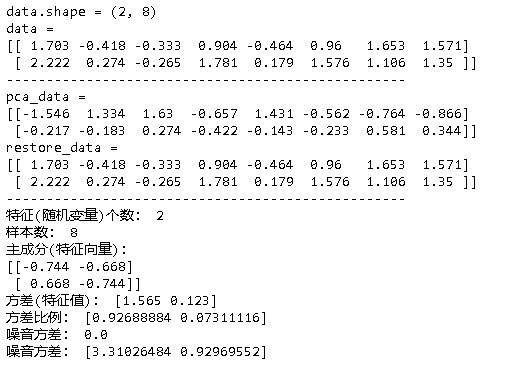 data.shape = (2, 8)
data =
[[ 1.703 -0.418 -0.333  0.904 -0.464  0.96   1.653  1.571]
 [ 2.222  0.274 -0.265  1.781  0.179  1.576  1.106  1.35 ]]
--------------------------------------------------
pca_data =
[[-1.546  1.334  1.63  -0.657  1.431 -0.562 -0.764 -0.866]
 [-0.217 -0.183  0.274 -0.422 -0.143 -0.233  0.581  0.344]]
restore_data =
[[ 1.703 -0.418 -0.333  0.904 -0.464  0.96   1.653  1.571]
 [ 2.222  0.274 -0.265  1.781  0.179  1.576  1.106  1.35 ]]
--------------------------------------------------
特征(随机变量)个数： 2
样本数： 8
主成分(特征向量)：
[[-0.744 -0.668]
 [ 0.668 -0.744]]
方差(特征值)： [1.565 0.123]
方差比例： [0.92688884 0.07311116]
噪音方差： 0.0
噪音方差： [3.31026484 0.92969552]